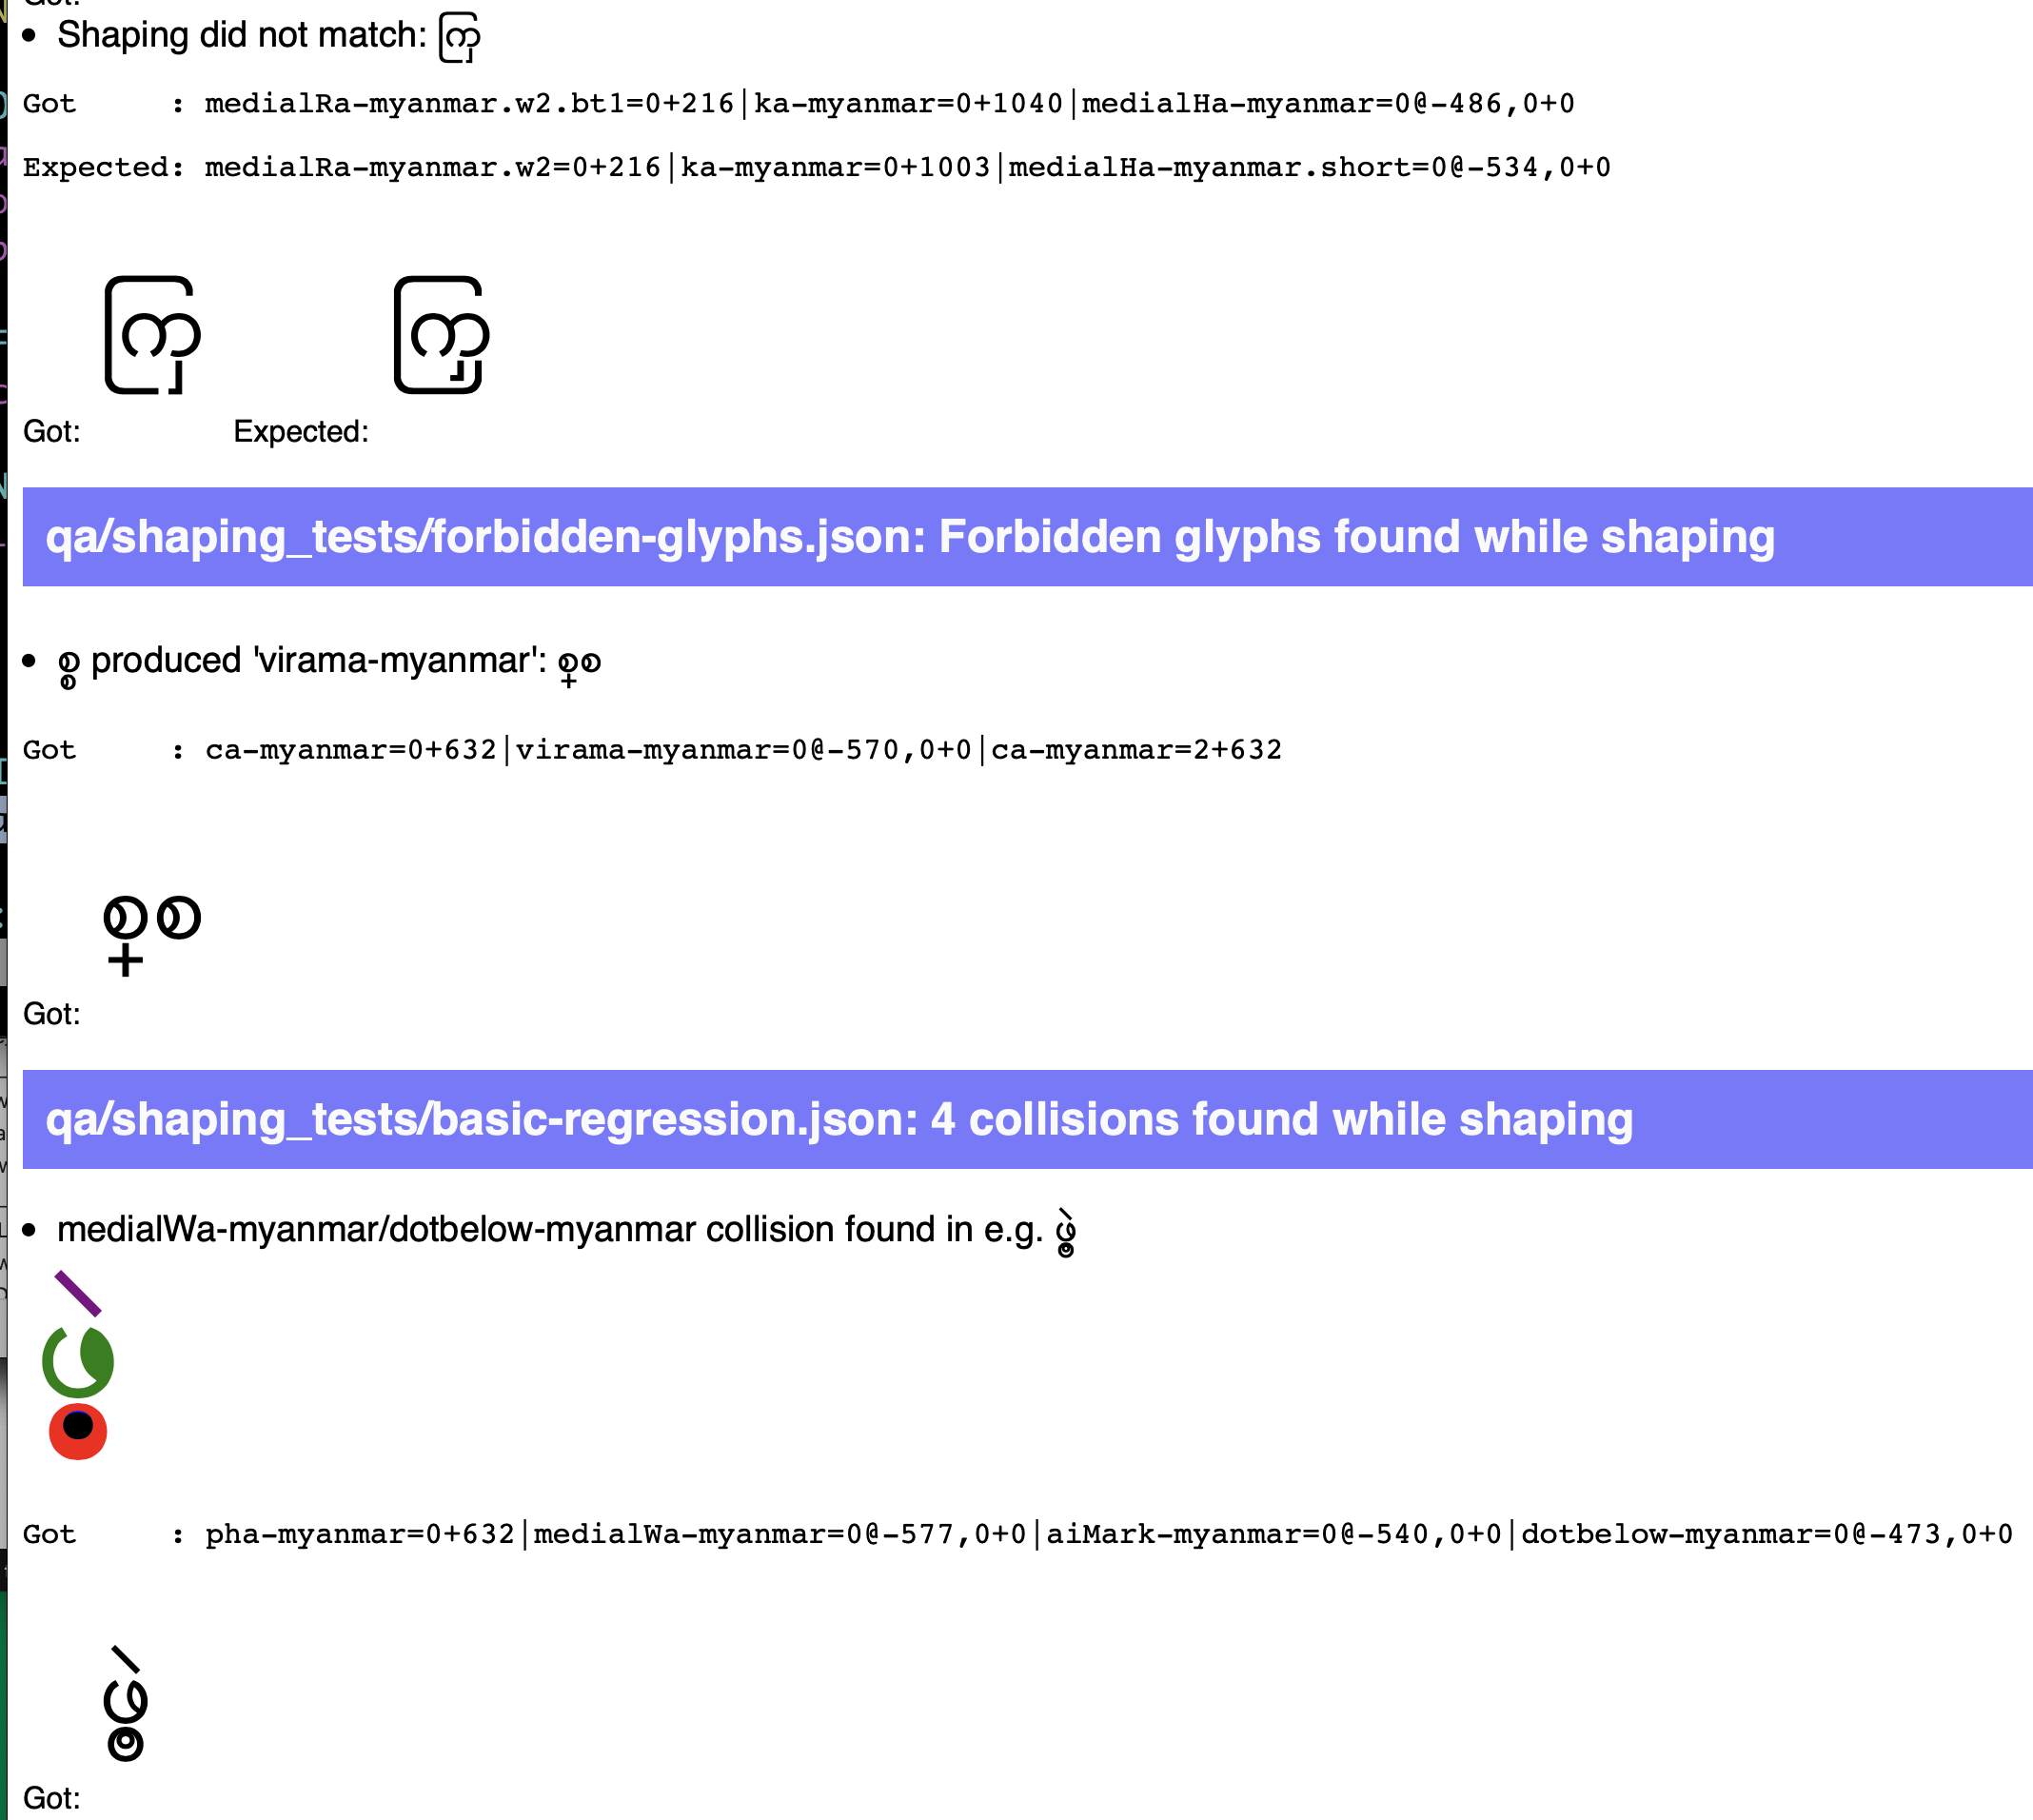 • Shaping did not match: ကြှ
Got      : medialRa-myanmar.w2.bt1=0+216|ka-myanmar=0+1040|medialHa-myanmar=0@-486,0+0
Expected: medialRa-myanmar.w2=0+216|ka-myanmar=0+1003|medialHa-myanmar.short=0@-534,0+0
ကြှ ကြှ
Got: Expected:
qa/shaping_tests/forbidden-glyphs.json: Forbidden glyphs found while shaping
• စ္စ produced 'virama-myanmar': စ္စ
Got      : ca-myanmar=0+632|virama-myanmar=0@-570,0+0|ca-myanmar=2+632
စ္စ
Got:
qa/shaping_tests/basic-regression.json: 4 collisions found while shaping
• medialWa-myanmar/dotbelow-myanmar collision found in e.g. ဖွဲ့
ဖွဲ့
Got      : pha-myanmar=0+632|medialWa-myanmar=0@-577,0+0|aiMark-myanmar=0@-540,0+0|dotbelow-myanmar=0@-473,0+0
ဖွဲ့
Got: